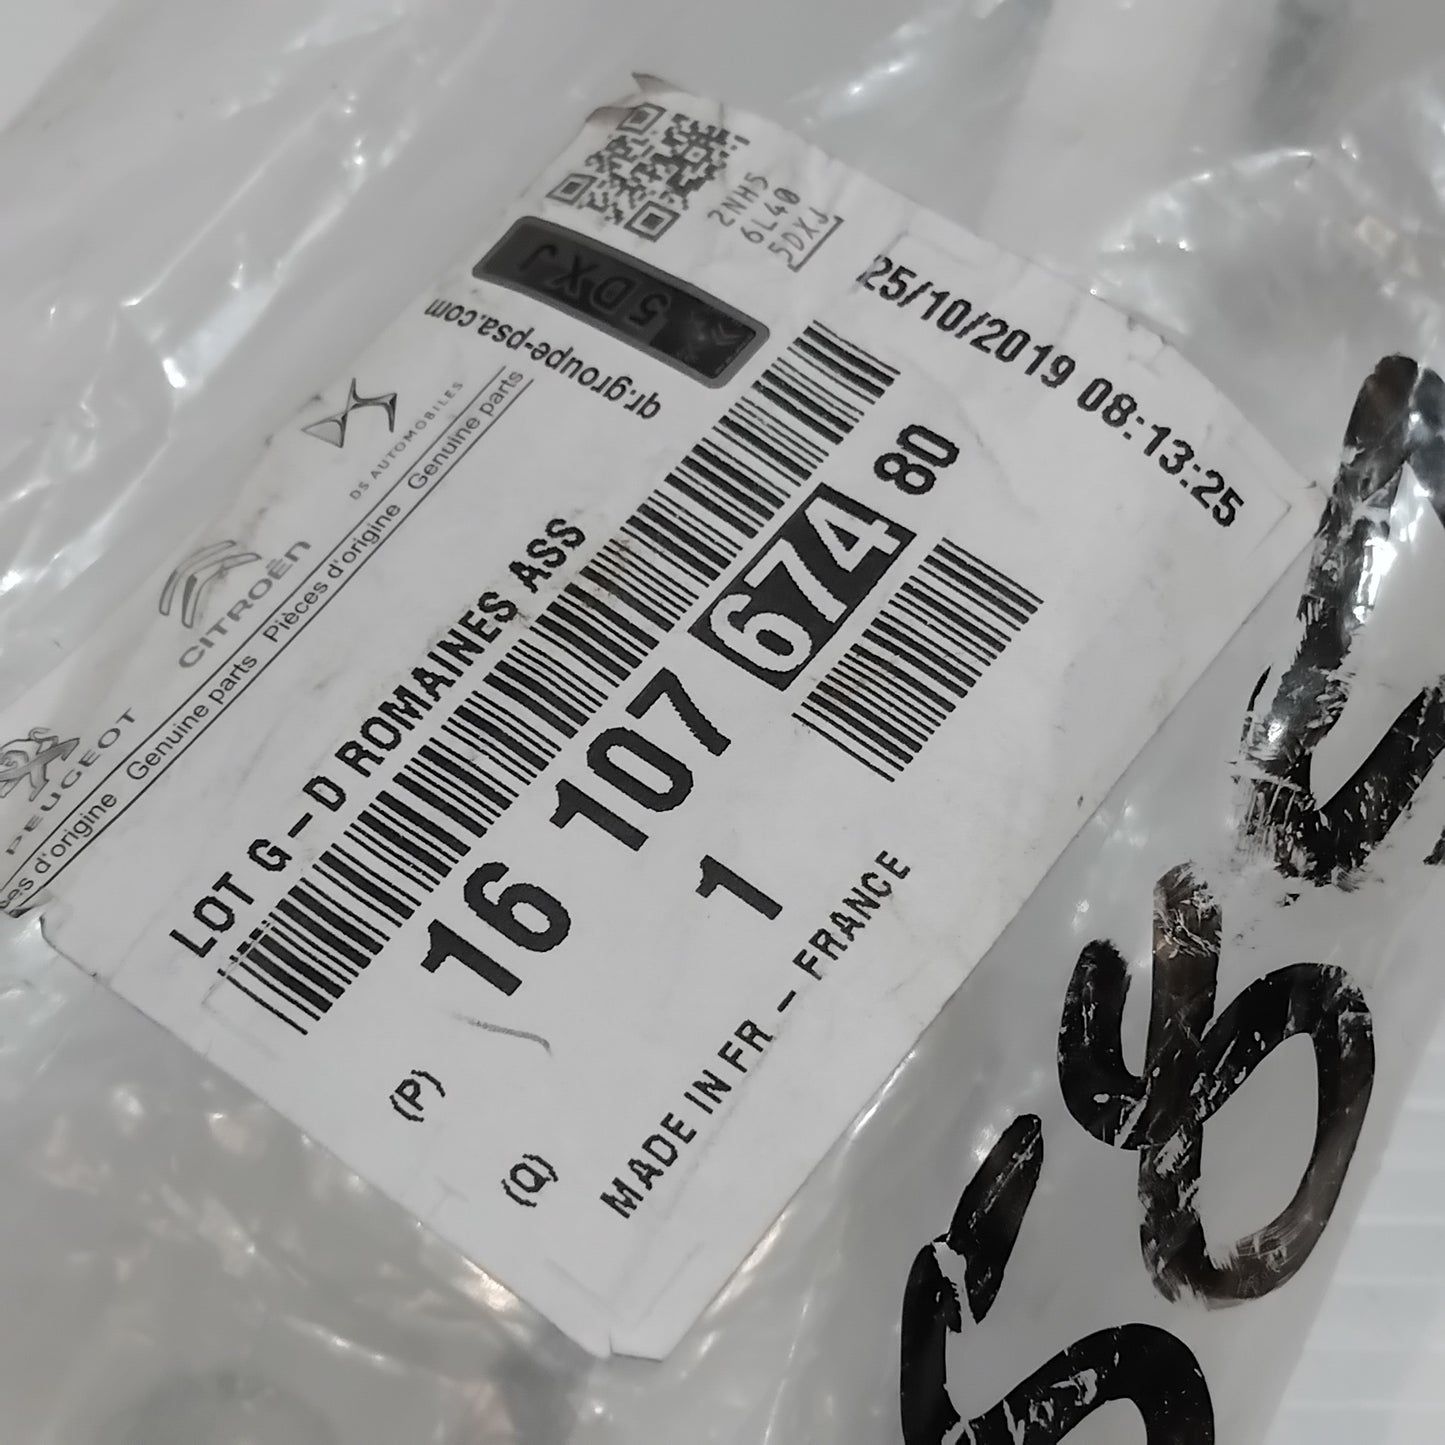 2NH5
6L40
5DXJ
5DXJ
qr.groupe-psa.com
25/10/2019 08:13:25
DS AUTOMOBILES
CITROËN
PEUGEOT
Pièces d'origine Genuine parts Pièces d'origine Genuine parts
LOT G-D ROMAINES ASS
(P) 16 107 674 80
(Q) 1
MADE IN FR - FRANCE